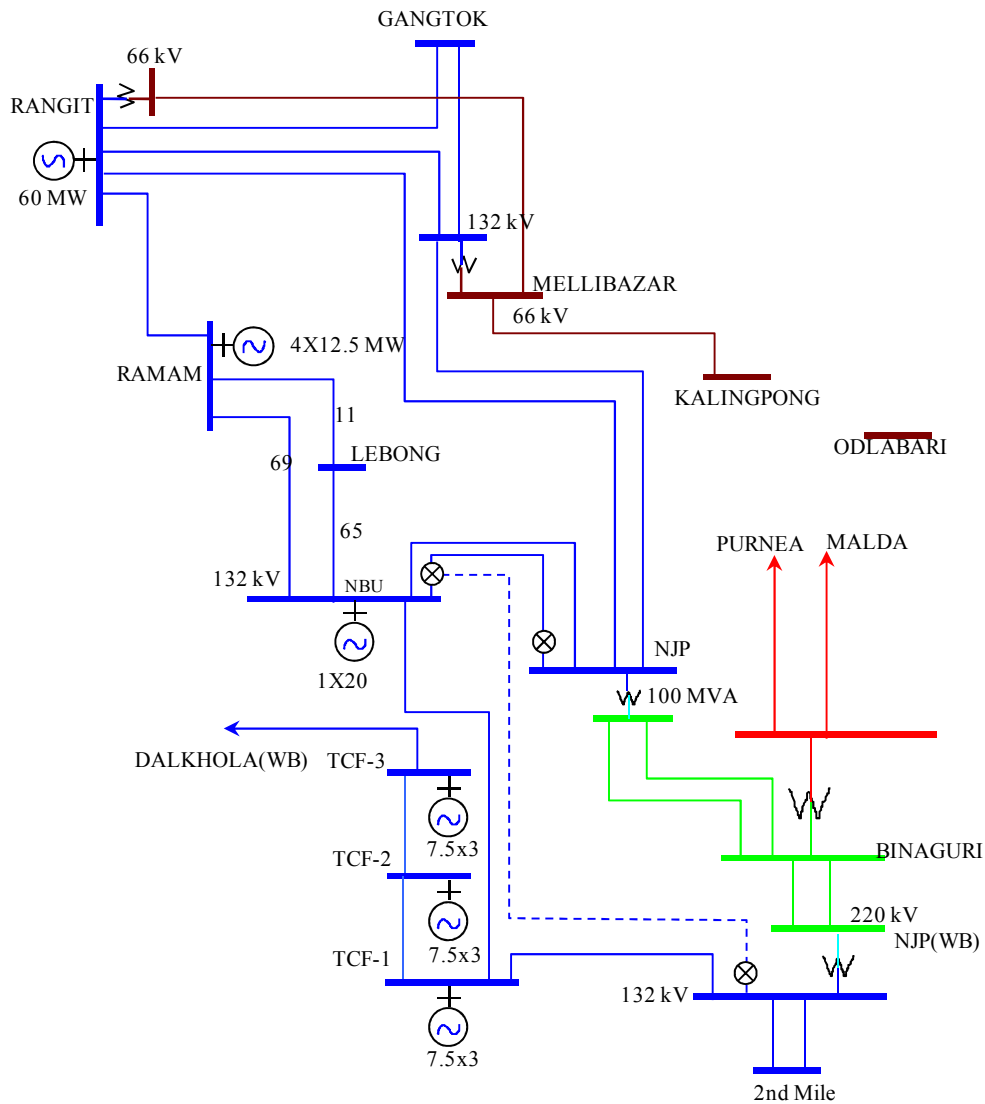 GANGTOK
66 kV
RANGIT
60 MW
132 kV
MELLIBAZAR
66 kV
4X12.5 MW
RAMAM
KALINGPONG
11
ODLABARI
LEBONG
69
65
PURNEA
MALDA
132 kV
NBU
1X20
NJP
100 MVA
DALKHOLA(WB)
TCF-3
7.5x3
TCF-2
BINAGURI
220 kV
NJP(WB)
7.5x3
TCF-1
132 kV
7.5x3
2nd Mile